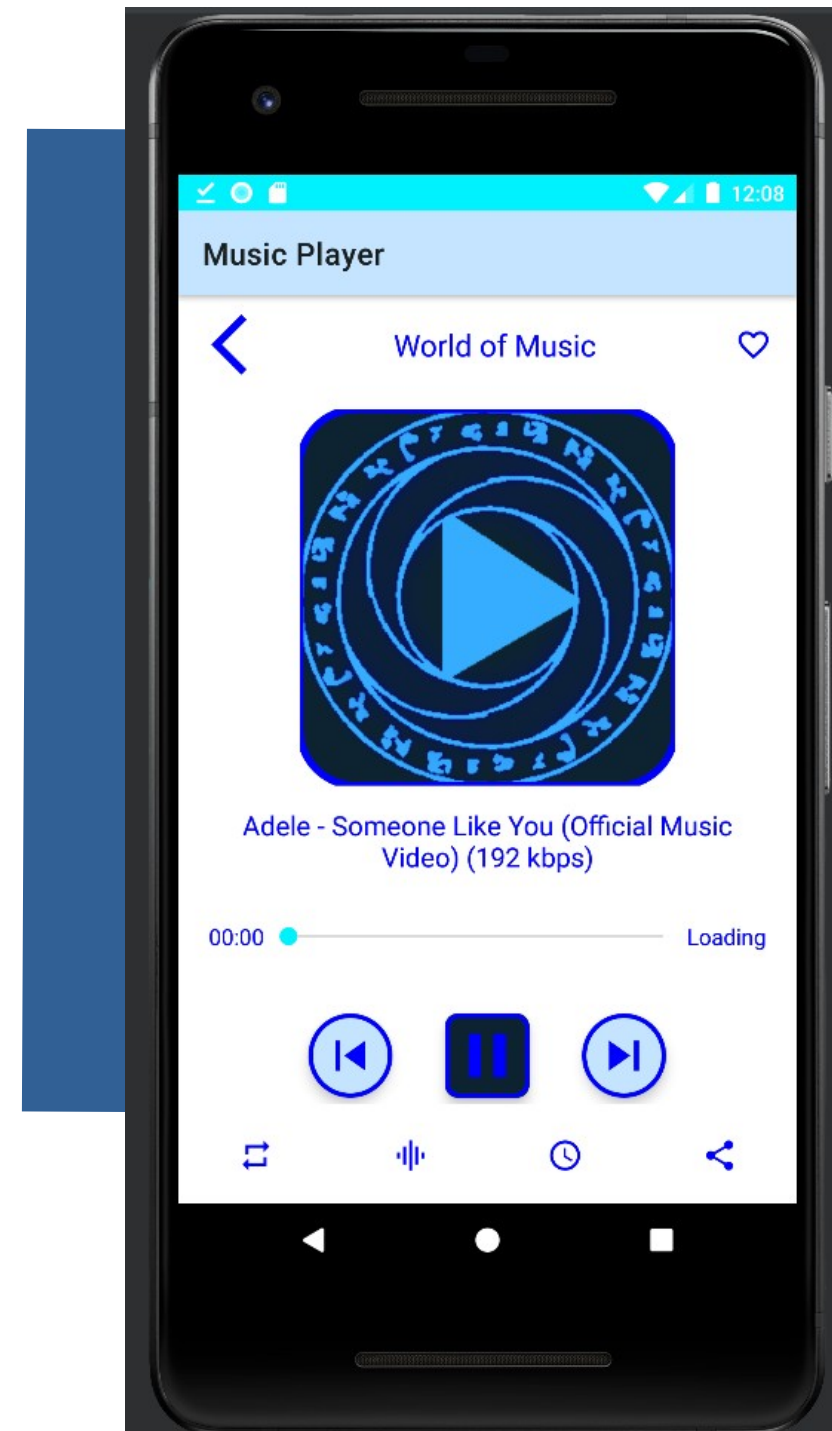 12:08
Music Player
World of Music
Adele - Someone Like You (Official Music
Video) (192 kbps)
00:00 Loading